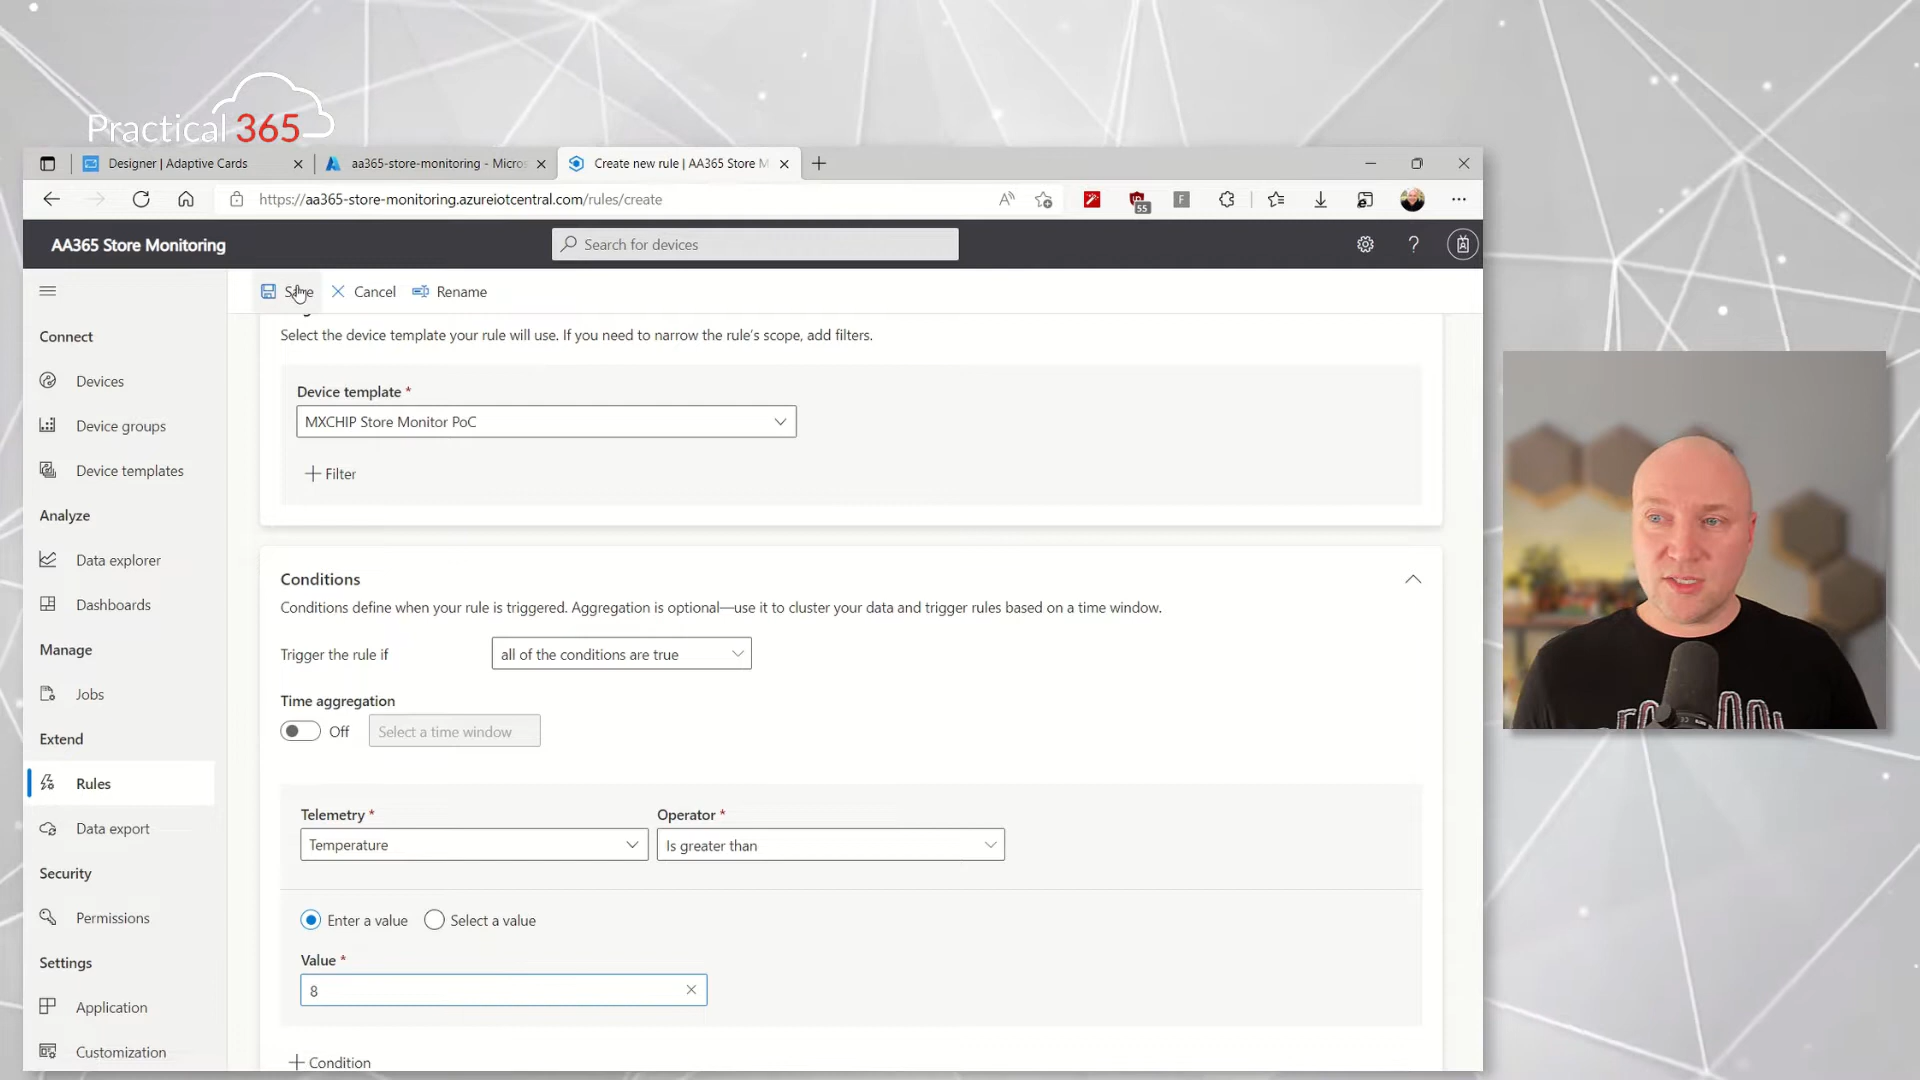 Practical 365
Designer | Adaptive Cards
aa365-store-monitoring - Micros
Create new rule | AA365 Store M
https://aa365-store-monitoring.azureiotcentral.com/rules/create
55
F
AA365 Store Monitoring
Search for devices
?
Save
Cancel
Rename
Select the device template your rule will use. If you need to narrow the rule's scope, add filters.
Connect
Devices
Device groups
Device templates
Analyze
Data explorer
Dashboards
Manage
Jobs
Extend
Rules
Data export
Security
Permissions
Settings
Application
Customization
Device template *
MXCHIP Store Monitor PoC
Filter
Conditions
Conditions define when your rule is triggered. Aggregation is optional—use it to cluster your data and trigger rules based on a time window.
Trigger the rule if
all of the conditions are true
Time aggregation
Off
Select a time window
Telemetry *
Operator *
Temperature
Is greater than
Enter a value
Select a value
Value *
8
Condition